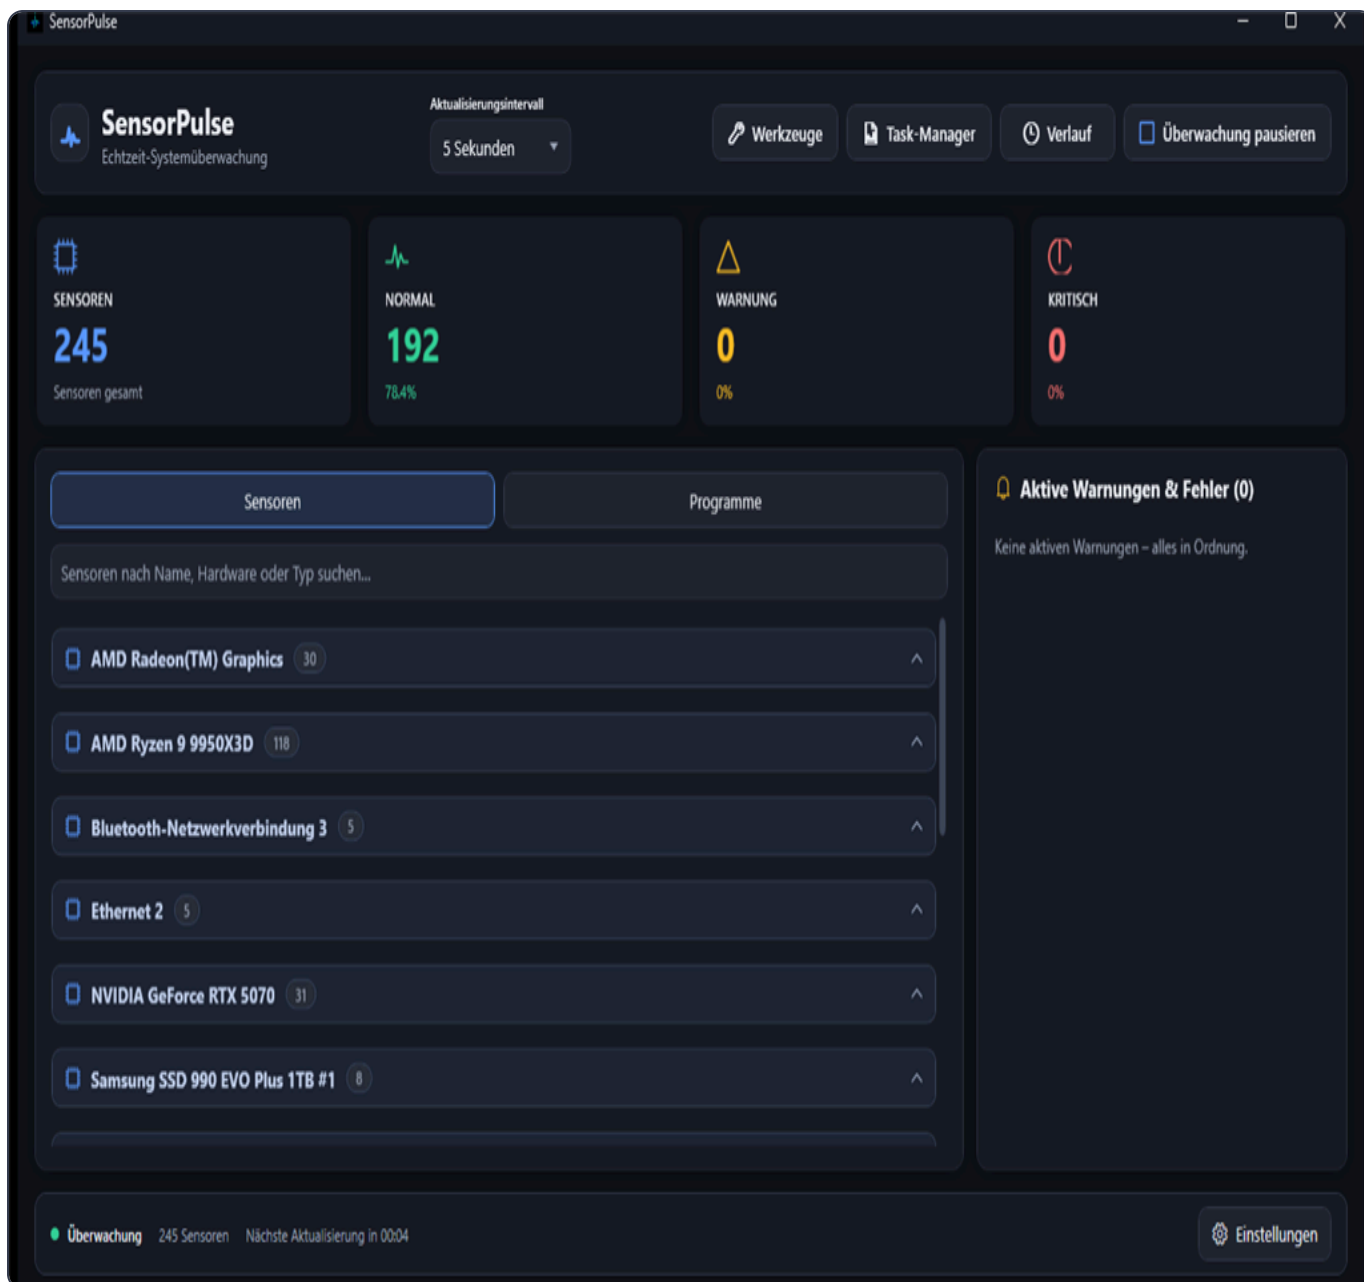 SensorPulse
SensorPulse
Echtzeit-Systemüberwachung
Aktualisierungsintervall
5 Sekunden
Werkzeuge
Task-Manager
Verlauf
Überwachung pausieren
SENSOREN
245
Sensoren gesamt
NORMAL
192
78.4%
WARNUNG
0
0%
KRITISCH
0
0%
Sensoren
Programme
Sensoren nach Name, Hardware oder Typ suchen...
AMD Radeon(TM) Graphics 30
AMD Ryzen 9 9950X3D 118
Bluetooth-Netzwerkverbindung 3 5
Ethernet 2 5
NVIDIA GeForce RTX 5070 31
Samsung SSD 990 EVO Plus 1TB #1 8
Aktive Warnungen & Fehler (0)
Keine aktiven Warnungen – alles in Ordnung.
Überwachung 245 Sensoren Nächste Aktualisierung in 00:04
Einstellungen